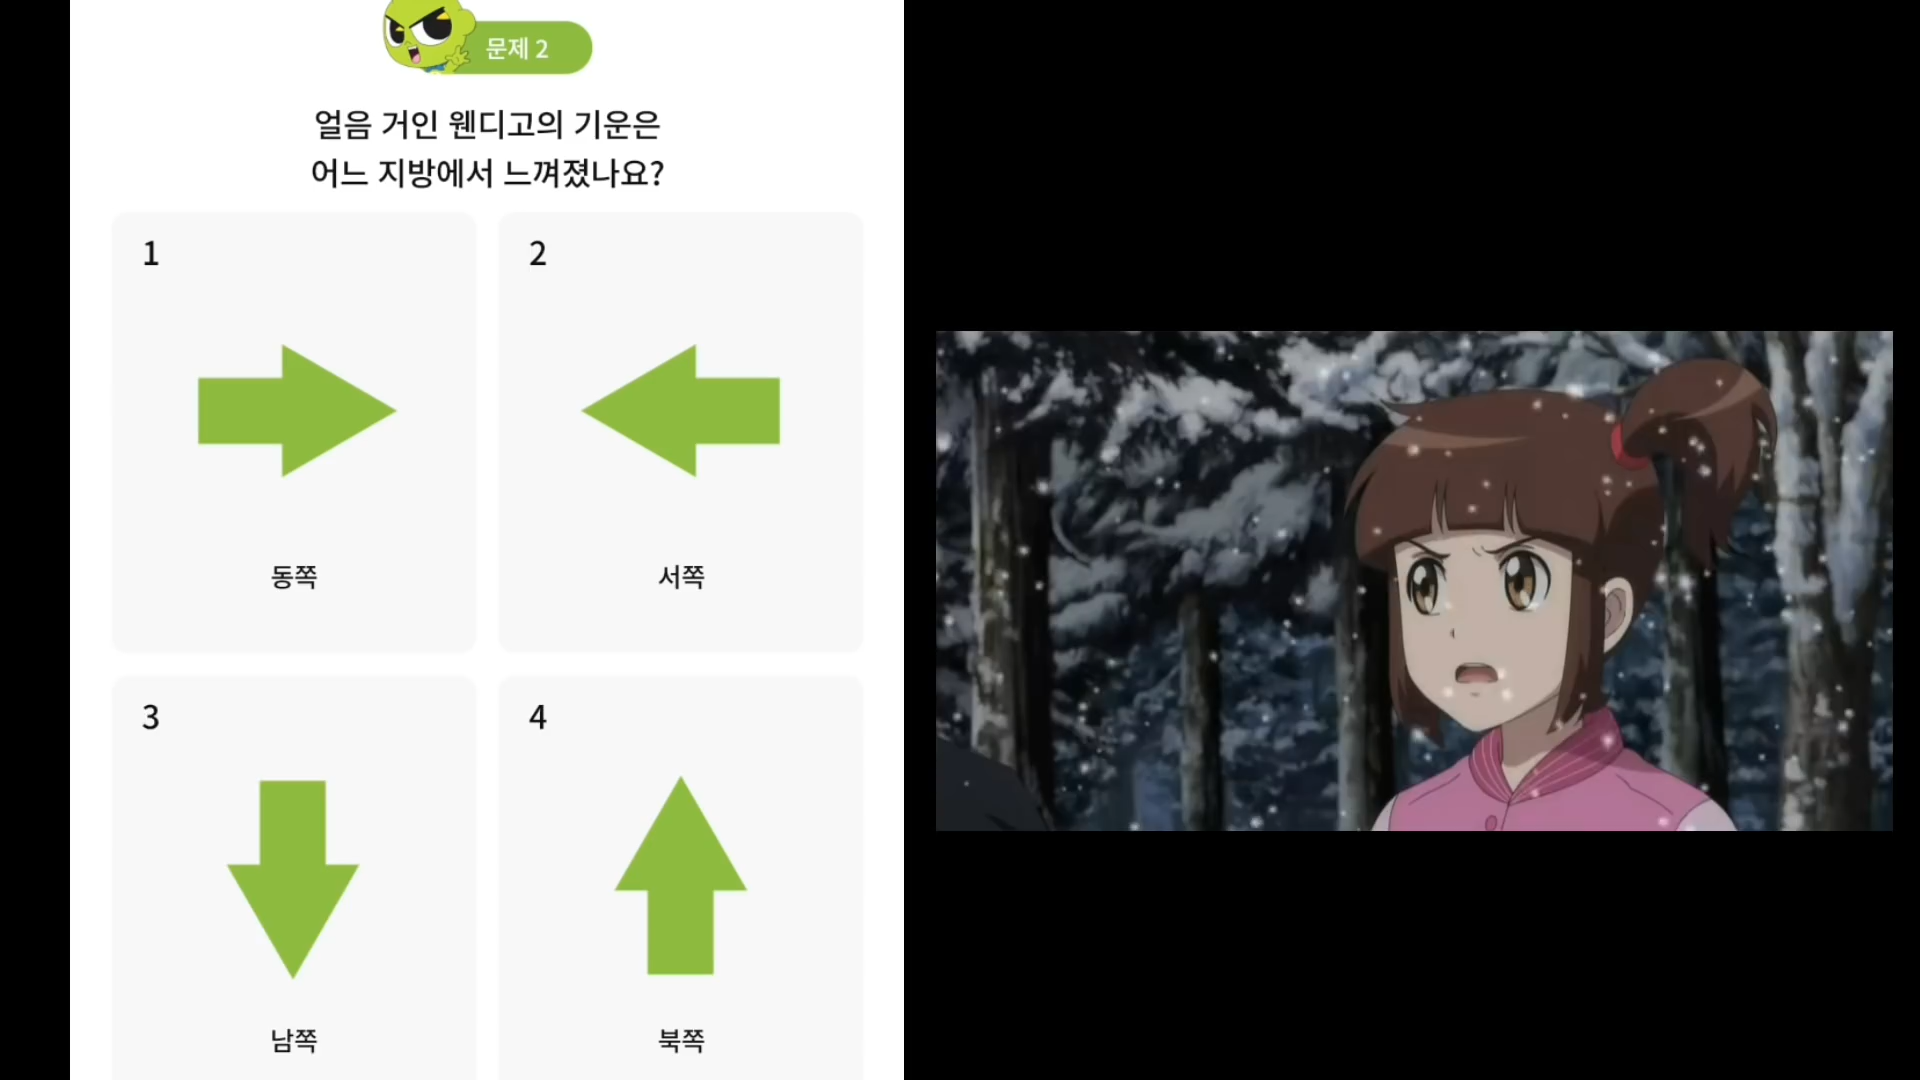 문제 2
얼음 거인 웬디고의 기운은
어느 지방에서 느껴졌나요?
1
2
동쪽
서쪽
3
4
남쪽
북쪽